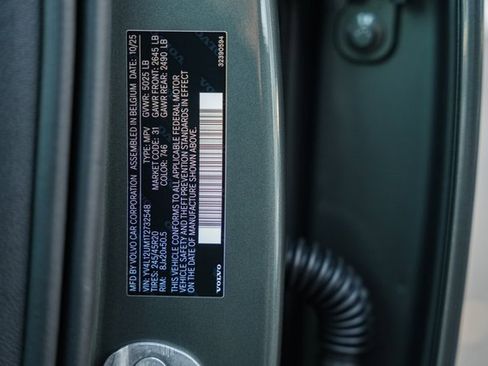 MFD. BY VOLVO CAR CORPORATION ASSEMBLED IN BELGIUM DATE: 10/25
GVWR: 5025 LB
GAWR FRONT: 2645 LB
GAWR REAR: 2490 LB
VIN: YV4L12UM1T2732548 TYPE: MPV
TIRES: 245/45R20 MARKET CODE: 31
RIM: 8Jx20x50.5 COLOR: 746
THIS VEHICLE CONFORMS TO ALL APPLICABLE FEDERAL MOTOR
VEHICLE SAFETY AND THEFT PREVENTION STANDARDS IN EFFECT
ON THE DATE OF MANUFACTURE SHOWN ABOVE.
VOLVO
32390594